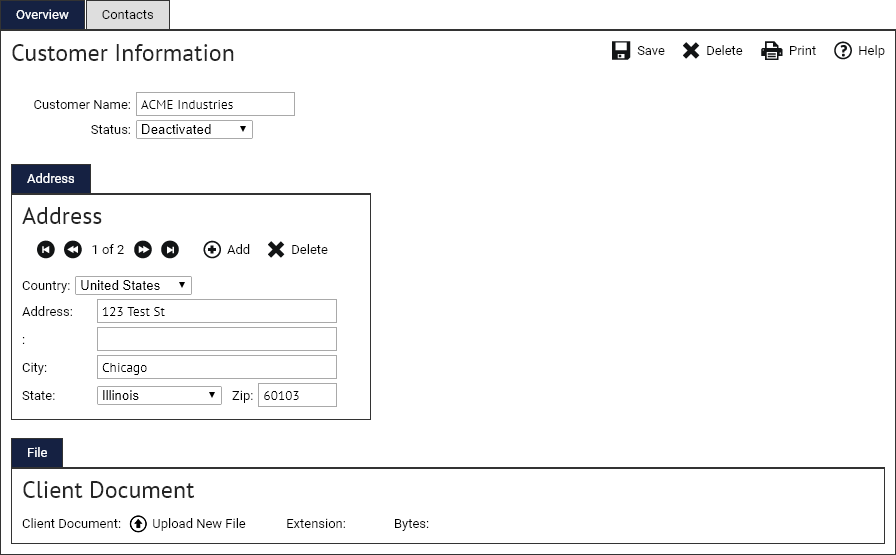 Overview Contacts
Customer Information Save Delete Print Help
Customer Name: ACME Industries
Status: Deactivated
Address
Address
1 of 2 Add Delete
Country: United States
Address: 123 Test St
:
City: Chicago
State: Illinois Zip: 60103
File
Client Document
Client Document: Upload New File Extension: Bytes: